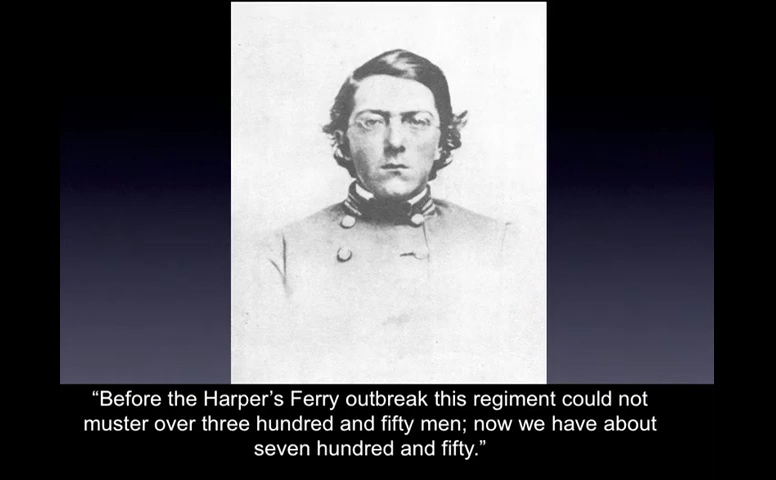 “Before the Harper’s Ferry outbreak this regiment could not
muster over three hundred and fifty men; now we have about
seven hundred and fifty.”